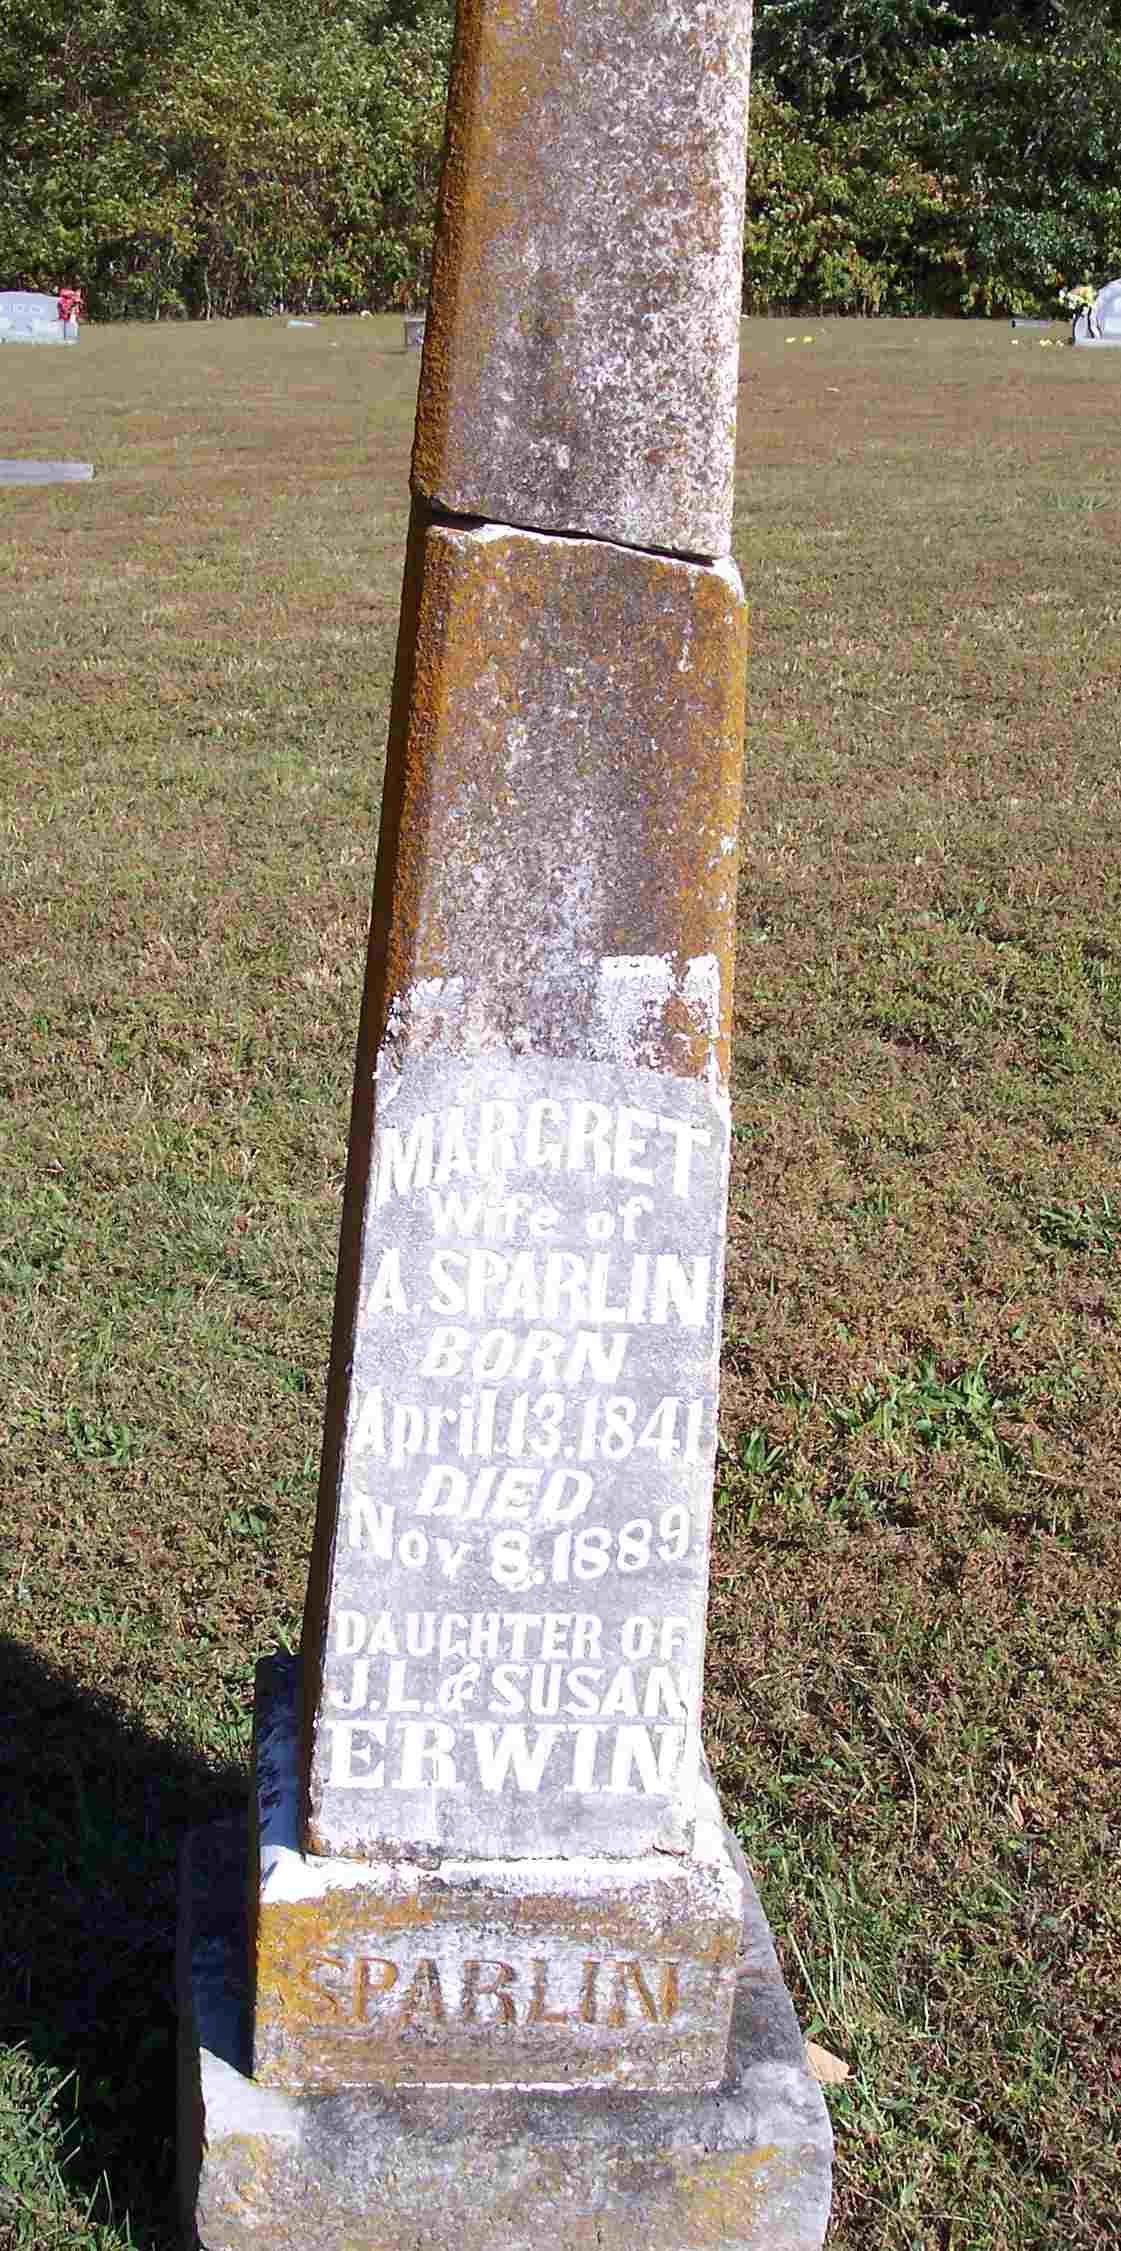 MARGRET
Wife of
A. SPARLIN
BORN
April.13.1841
DIED
Nov 8.1889.
DAUGHTER OF
J.L.& SUSAN
ERWIN
SPARLIN